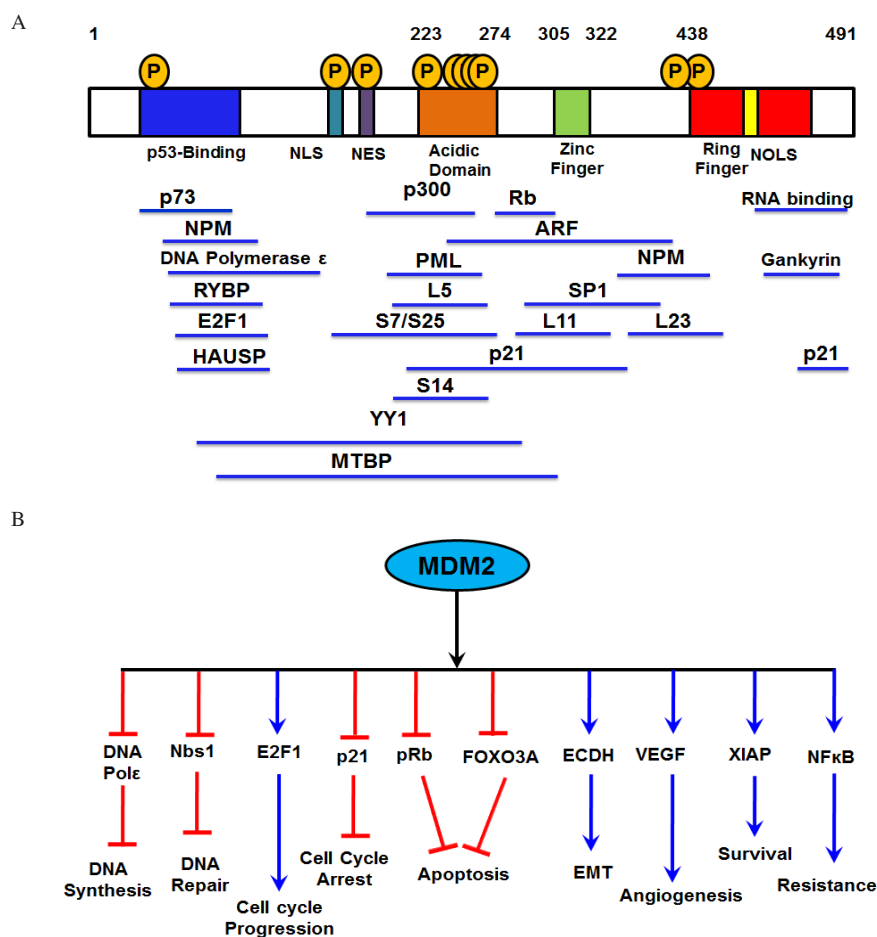 A
1 223 274 305 322 438 491
P P P P P P P
p53-Binding NLS NES Acidic Zinc Ring NOLS
Domain Finger Finger
p73 p300 Rb RNA binding
NPM ARF
DNA Polymerase ε PML NPM Gankyrin
RYBP L5 SP1
E2F1 S7/S25 L11 L23
HAUSP p21 p21
S14
YY1
MTBP
B
MDM2
DNA Nbs1 E2F1 p21 pRb FOXO3A ECDH VEGF XIAP NFκB
Polε
DNA DNA Cell cycle Cell Cycle Apoptosis EMT Angiogenesis Survival Resistance
Synthesis Repair Progression Arrest